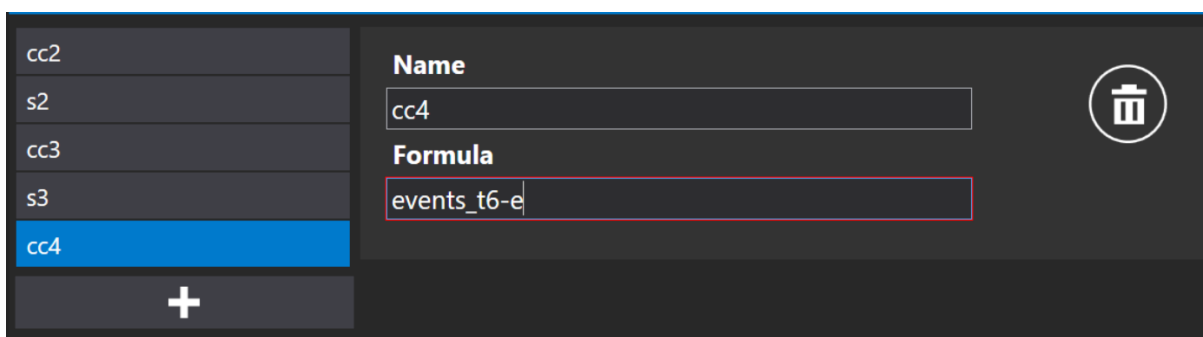 cc2
s2
cc3
s3
cc4
Name
cc4
Formula
events_t6-e